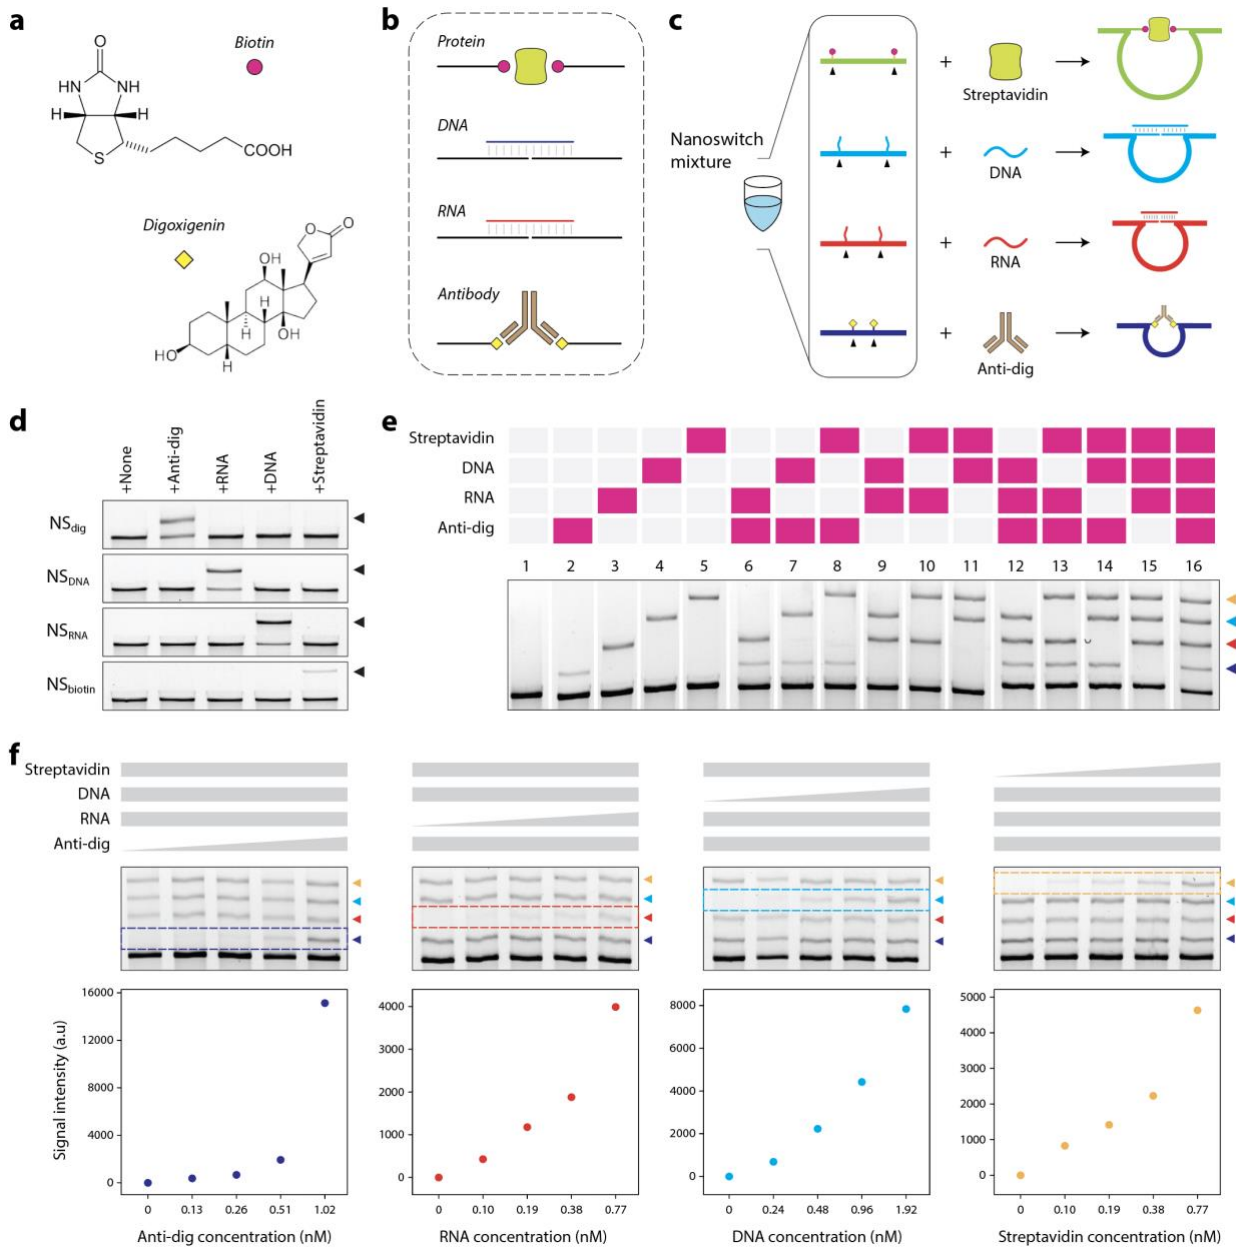 a
Biotin
O
NH HN
H H
S
COOH
Digoxigenin
O
O
OH
H
H
H
OH
HO
H
b
Protein
DNA
RNA
Antibody
c
Nanoswitch
mixture
+
Streptavidin
+
DNA
+
RNA
+
Anti-dig
d
+None
+Anti-dig
+RNA
+DNA
+Streptavidin
NSdig
NSDNA
NSRNA
NSbiotin
e
Streptavidin
DNA
RNA
Anti-dig
1 2 3 4 5 6 7 8 9 10 11 12 13 14 15 16
f
Streptavidin
DNA
RNA
Anti-dig
Signal intensity (a.u)
16000
12000
8000
4000
0
0 0.13 0.26 0.51 1.02
Anti-dig concentration (nM)
4000
3000
2000
1000
0
0 0.10 0.19 0.38 0.77
RNA concentration (nM)
8000
6000
4000
2000
0
0 0.24 0.48 0.96 1.92
DNA concentration (nM)
5000
4000
3000
2000
1000
0
0 0.10 0.19 0.38 0.77
Streptavidin concentration (nM)